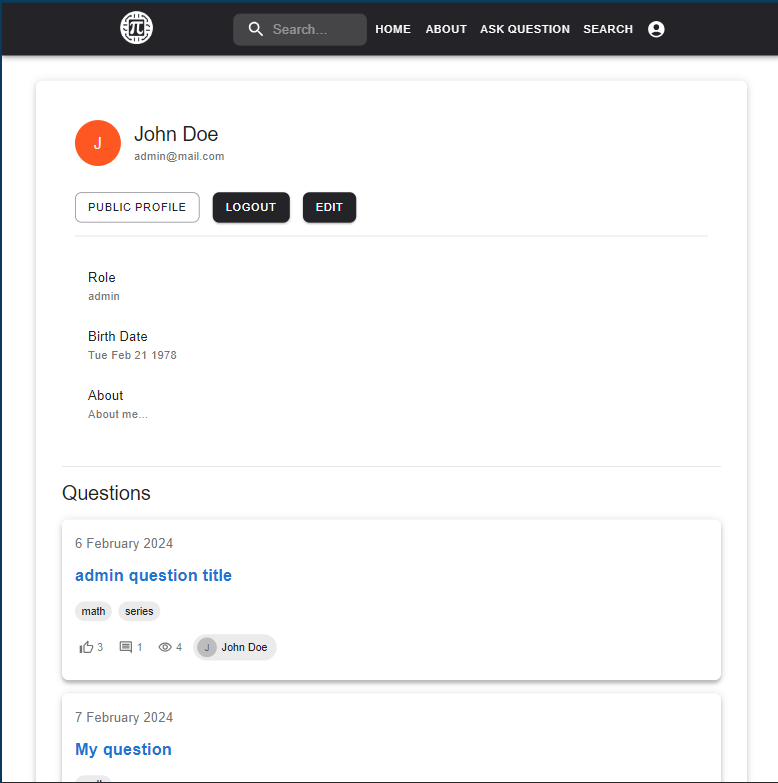 π
Search... HOME ABOUT ASK QUESTION SEARCH
J
John Doe
admin@mail.com
PUBLIC PROFILE LOGOUT EDIT
Role
admin
Birth Date
Tue Feb 21 1978
About
About me...
Questions
6 February 2024
admin question title
math series
3 1 4 J John Doe
7 February 2024
My question